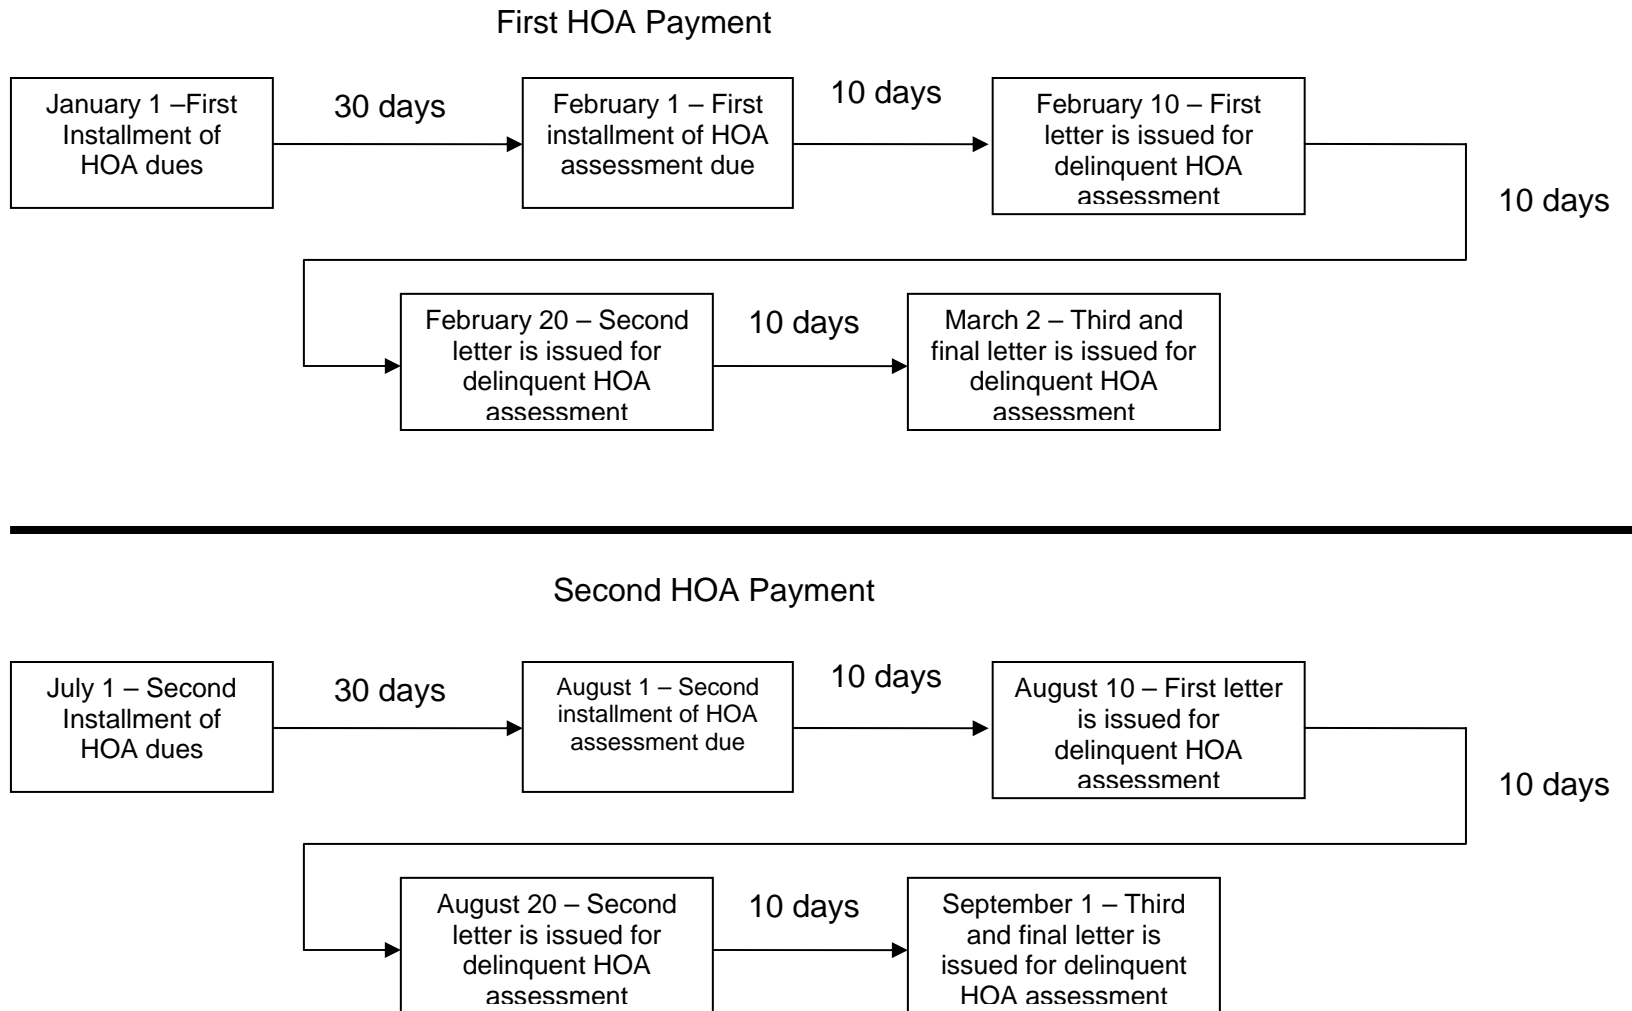 First HOA Payment
January 1 –First
Installment of
HOA dues
30 days
February 1 – First
installment of HOA
assessment due
10 days
February 10 – First
letter is issued for
delinquent HOA
assessment
10 days
February 20 – Second
letter is issued for
delinquent HOA
assessment
10 days
March 2 – Third and
final letter is issued for
delinquent HOA
assessment
Second HOA Payment
July 1 – Second
Installment of
HOA dues
30 days
August 1 – Second
installment of HOA
assessment due
10 days
August 10 – First letter
is issued for
delinquent HOA
assessment
10 days
August 20 – Second
letter is issued for
delinquent HOA
assessment
10 days
September 1 – Third
and final letter is
issued for delinquent
HOA assessment